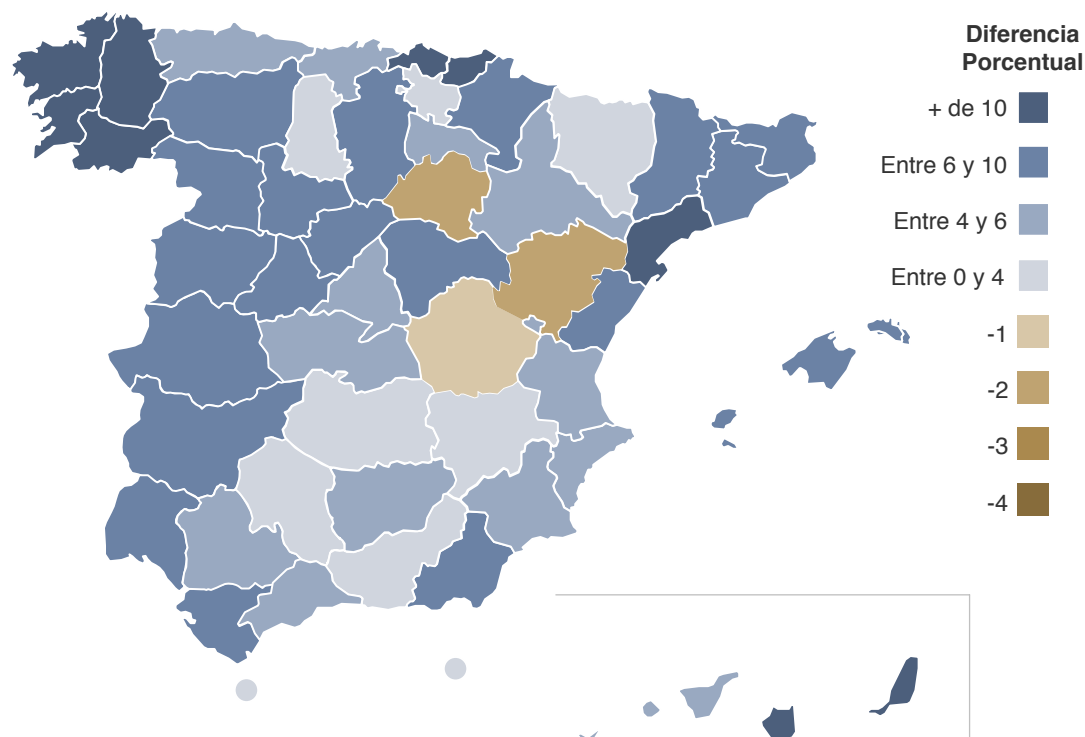 Diferencia
Porcentual
+ de 10
Entre 6 y 10
Entre 4 y 6
Entre 0 y 4
-1
-2
-3
-4